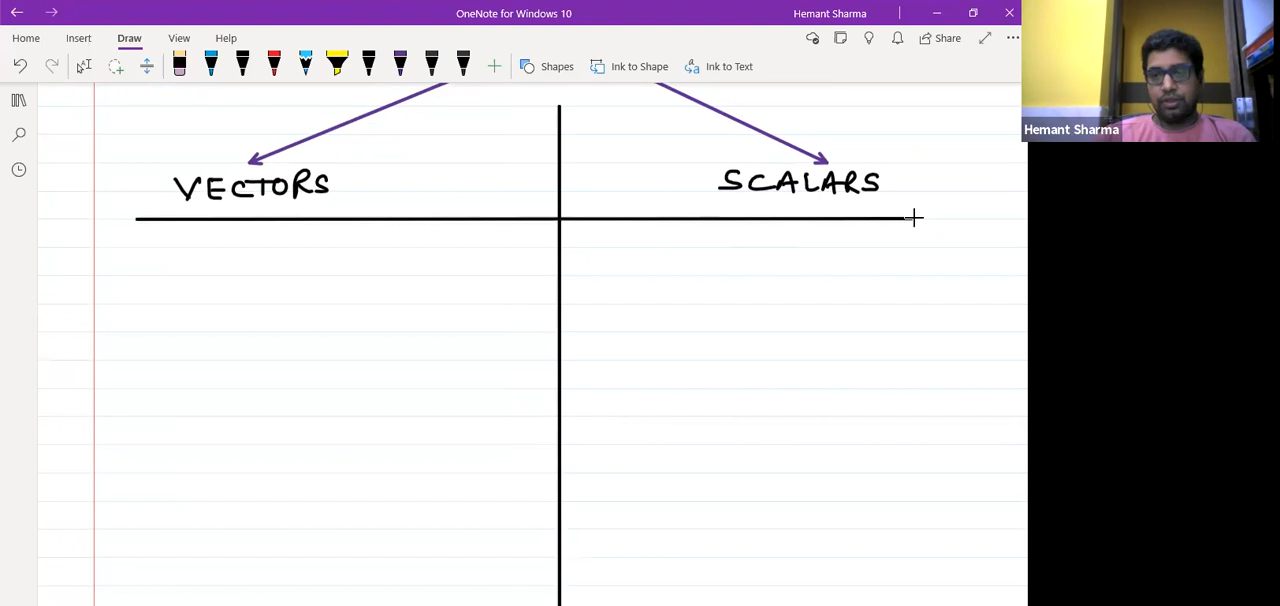 OneNote for Windows 10 Hemant Sharma
Home Insert Draw View Help Share
Shapes Ink to Shape Ink to Text
Hemant Sharma
VECTORS SCALARS